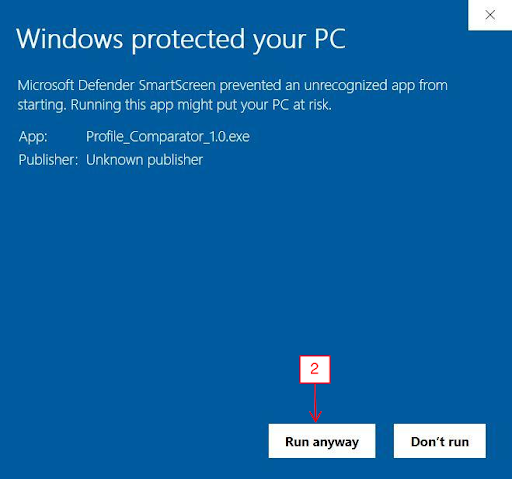 Windows protected your PC
Microsoft Defender SmartScreen prevented an unrecognized app from
starting. Running this app might put your PC at risk.
App: Profile_Comparator_1.0.exe
Publisher: Unknown publisher
2
Run anyway Don't run